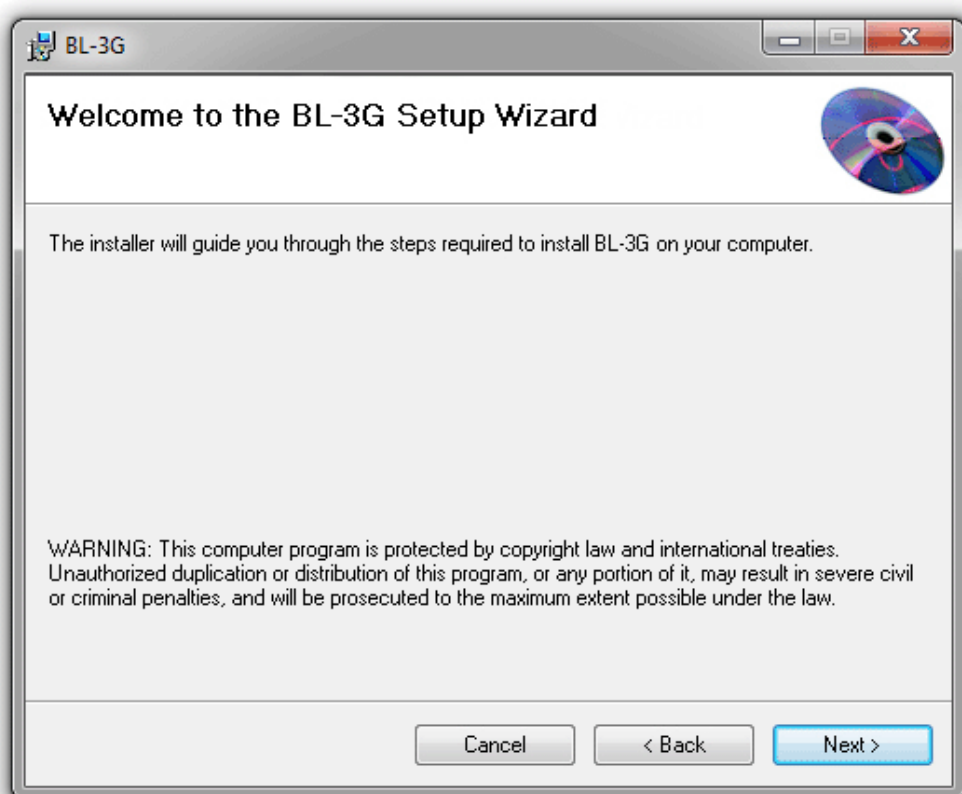 BL-3G
Welcome to the BL-3G Setup Wizard
The installer will guide you through the steps required to install BL-3G on your computer.
WARNING: This computer program is protected by copyright law and international treaties.
Unauthorized duplication or distribution of this program, or any portion of it, may result in severe civil
or criminal penalties, and will be prosecuted to the maximum extent possible under the law.
Cancel < Back Next >